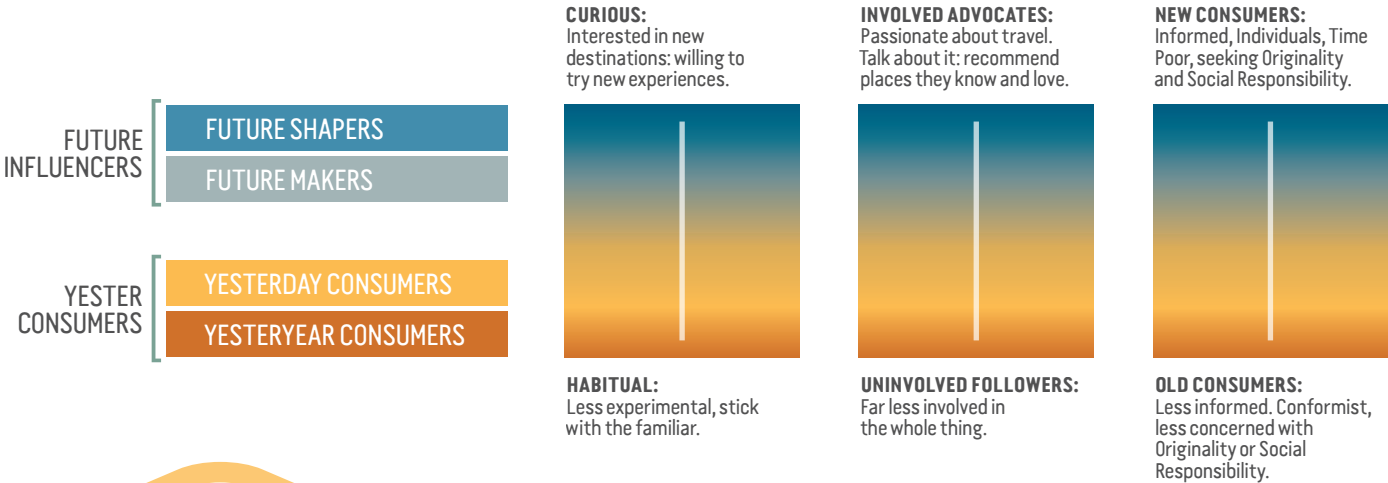 FUTURE
INFLUENCERS
FUTURE SHAPERS
FUTURE MAKERS
YESTER
CONSUMERS
YESTERDAY CONSUMERS
YESTERYEAR CONSUMERS
CURIOUS:
Interested in new
destinations: willing to
try new experiences.
HABITUAL:
Less experimental, stick
with the familiar.
INVOLVED ADVOCATES:
Passionate about travel.
Talk about it: recommend
places they know and love.
UNINVOLVED FOLLOWERS:
Far less involved in
the whole thing.
NEW CONSUMERS:
Informed, Individuals, Time
Poor, seeking Originality
and Social Responsibility.
OLD CONSUMERS:
Less informed. Conformist,
less concerned with
Originality or Social
Responsibility.